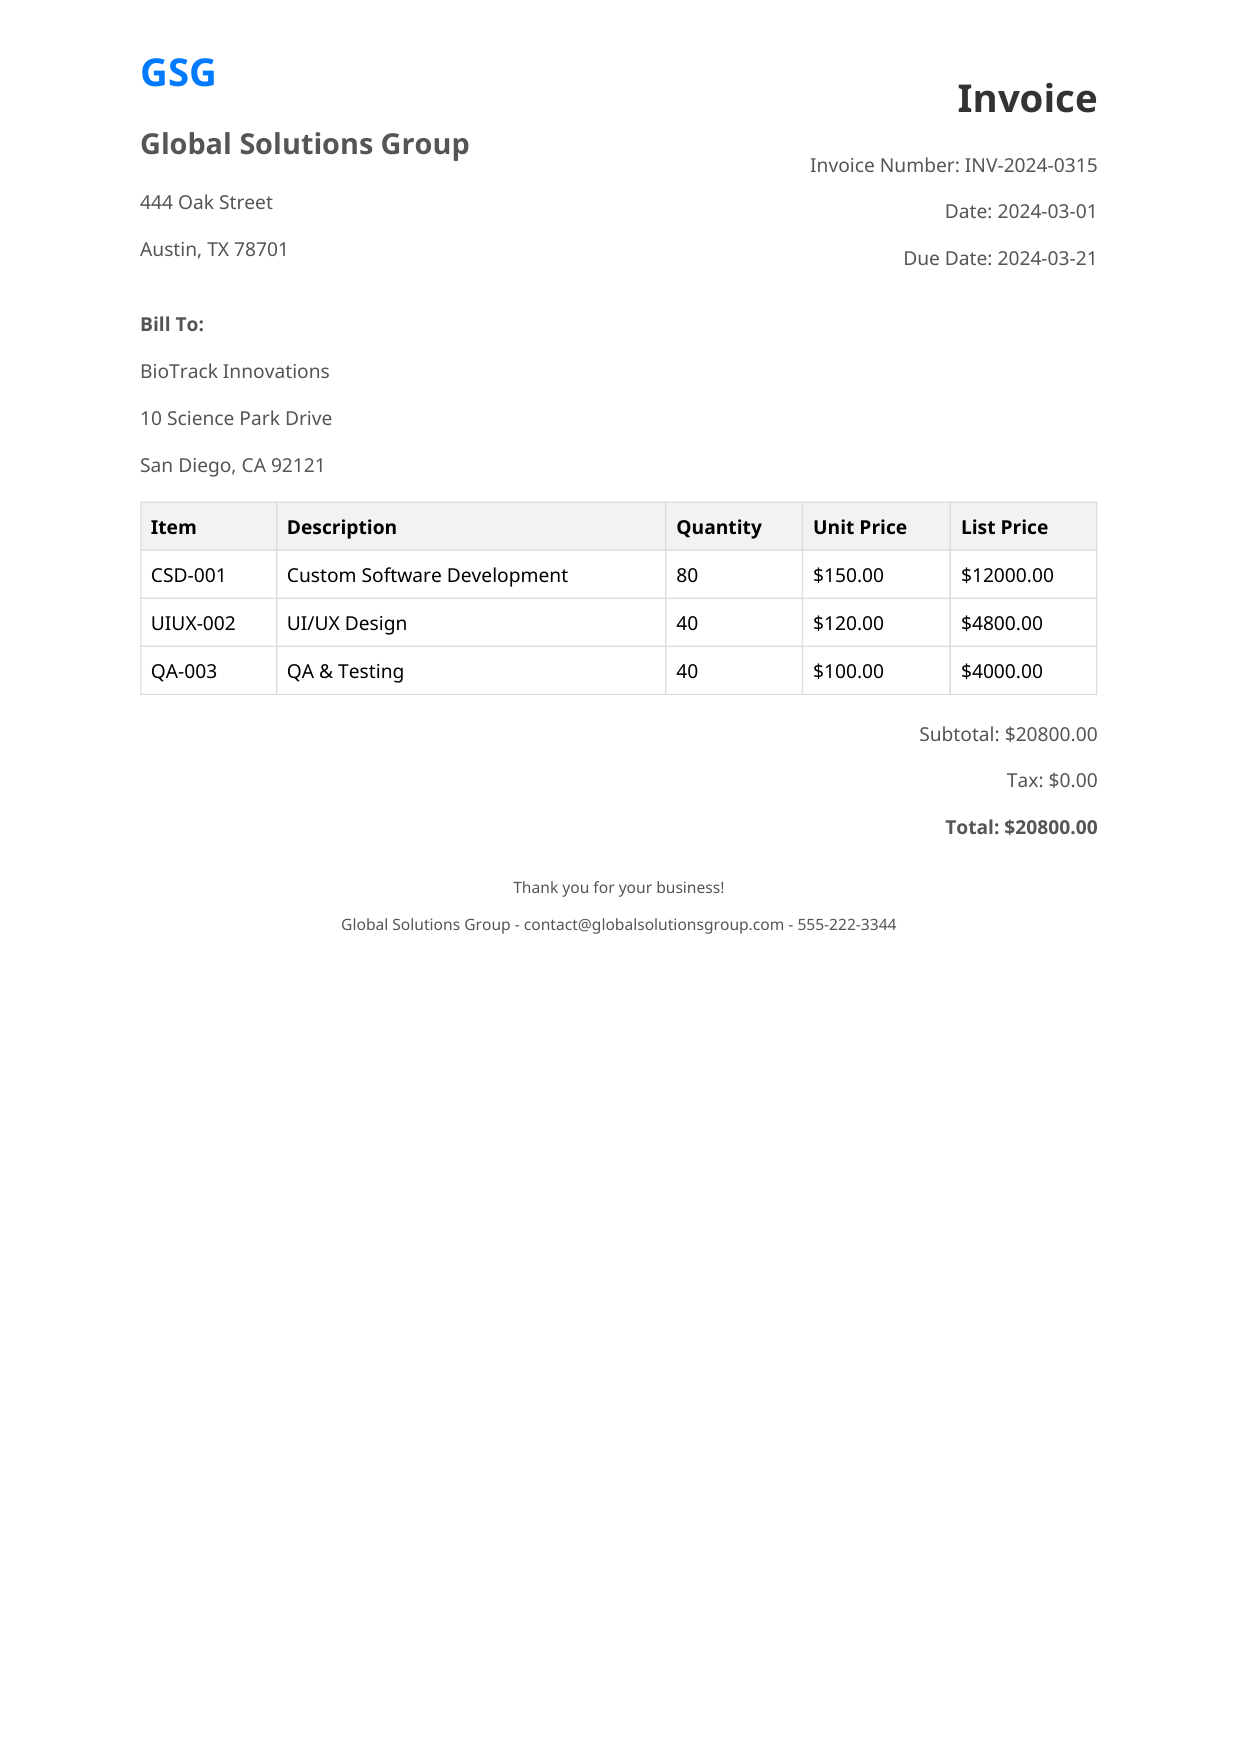 GSG
Global Solutions Group
444 Oak Street
Austin, TX 78701
Invoice
Invoice Number: INV-2024-0315
Date: 2024-03-01
Due Date: 2024-03-21
Bill To:
BioTrack Innovations
10 Science Park Drive
San Diego, CA 92121
Item Description Quantity Unit Price List Price
CSD-001 Custom Software Development 80 $150.00 $12000.00
UIUX-002 UI/UX Design 40 $120.00 $4800.00
QA-003 QA & Testing 40 $100.00 $4000.00
Subtotal: $20800.00
Tax: $0.00
Total: $20800.00
Thank you for your business!
Global Solutions Group - contact@globalsolutionsgroup.com - 555-222-3344